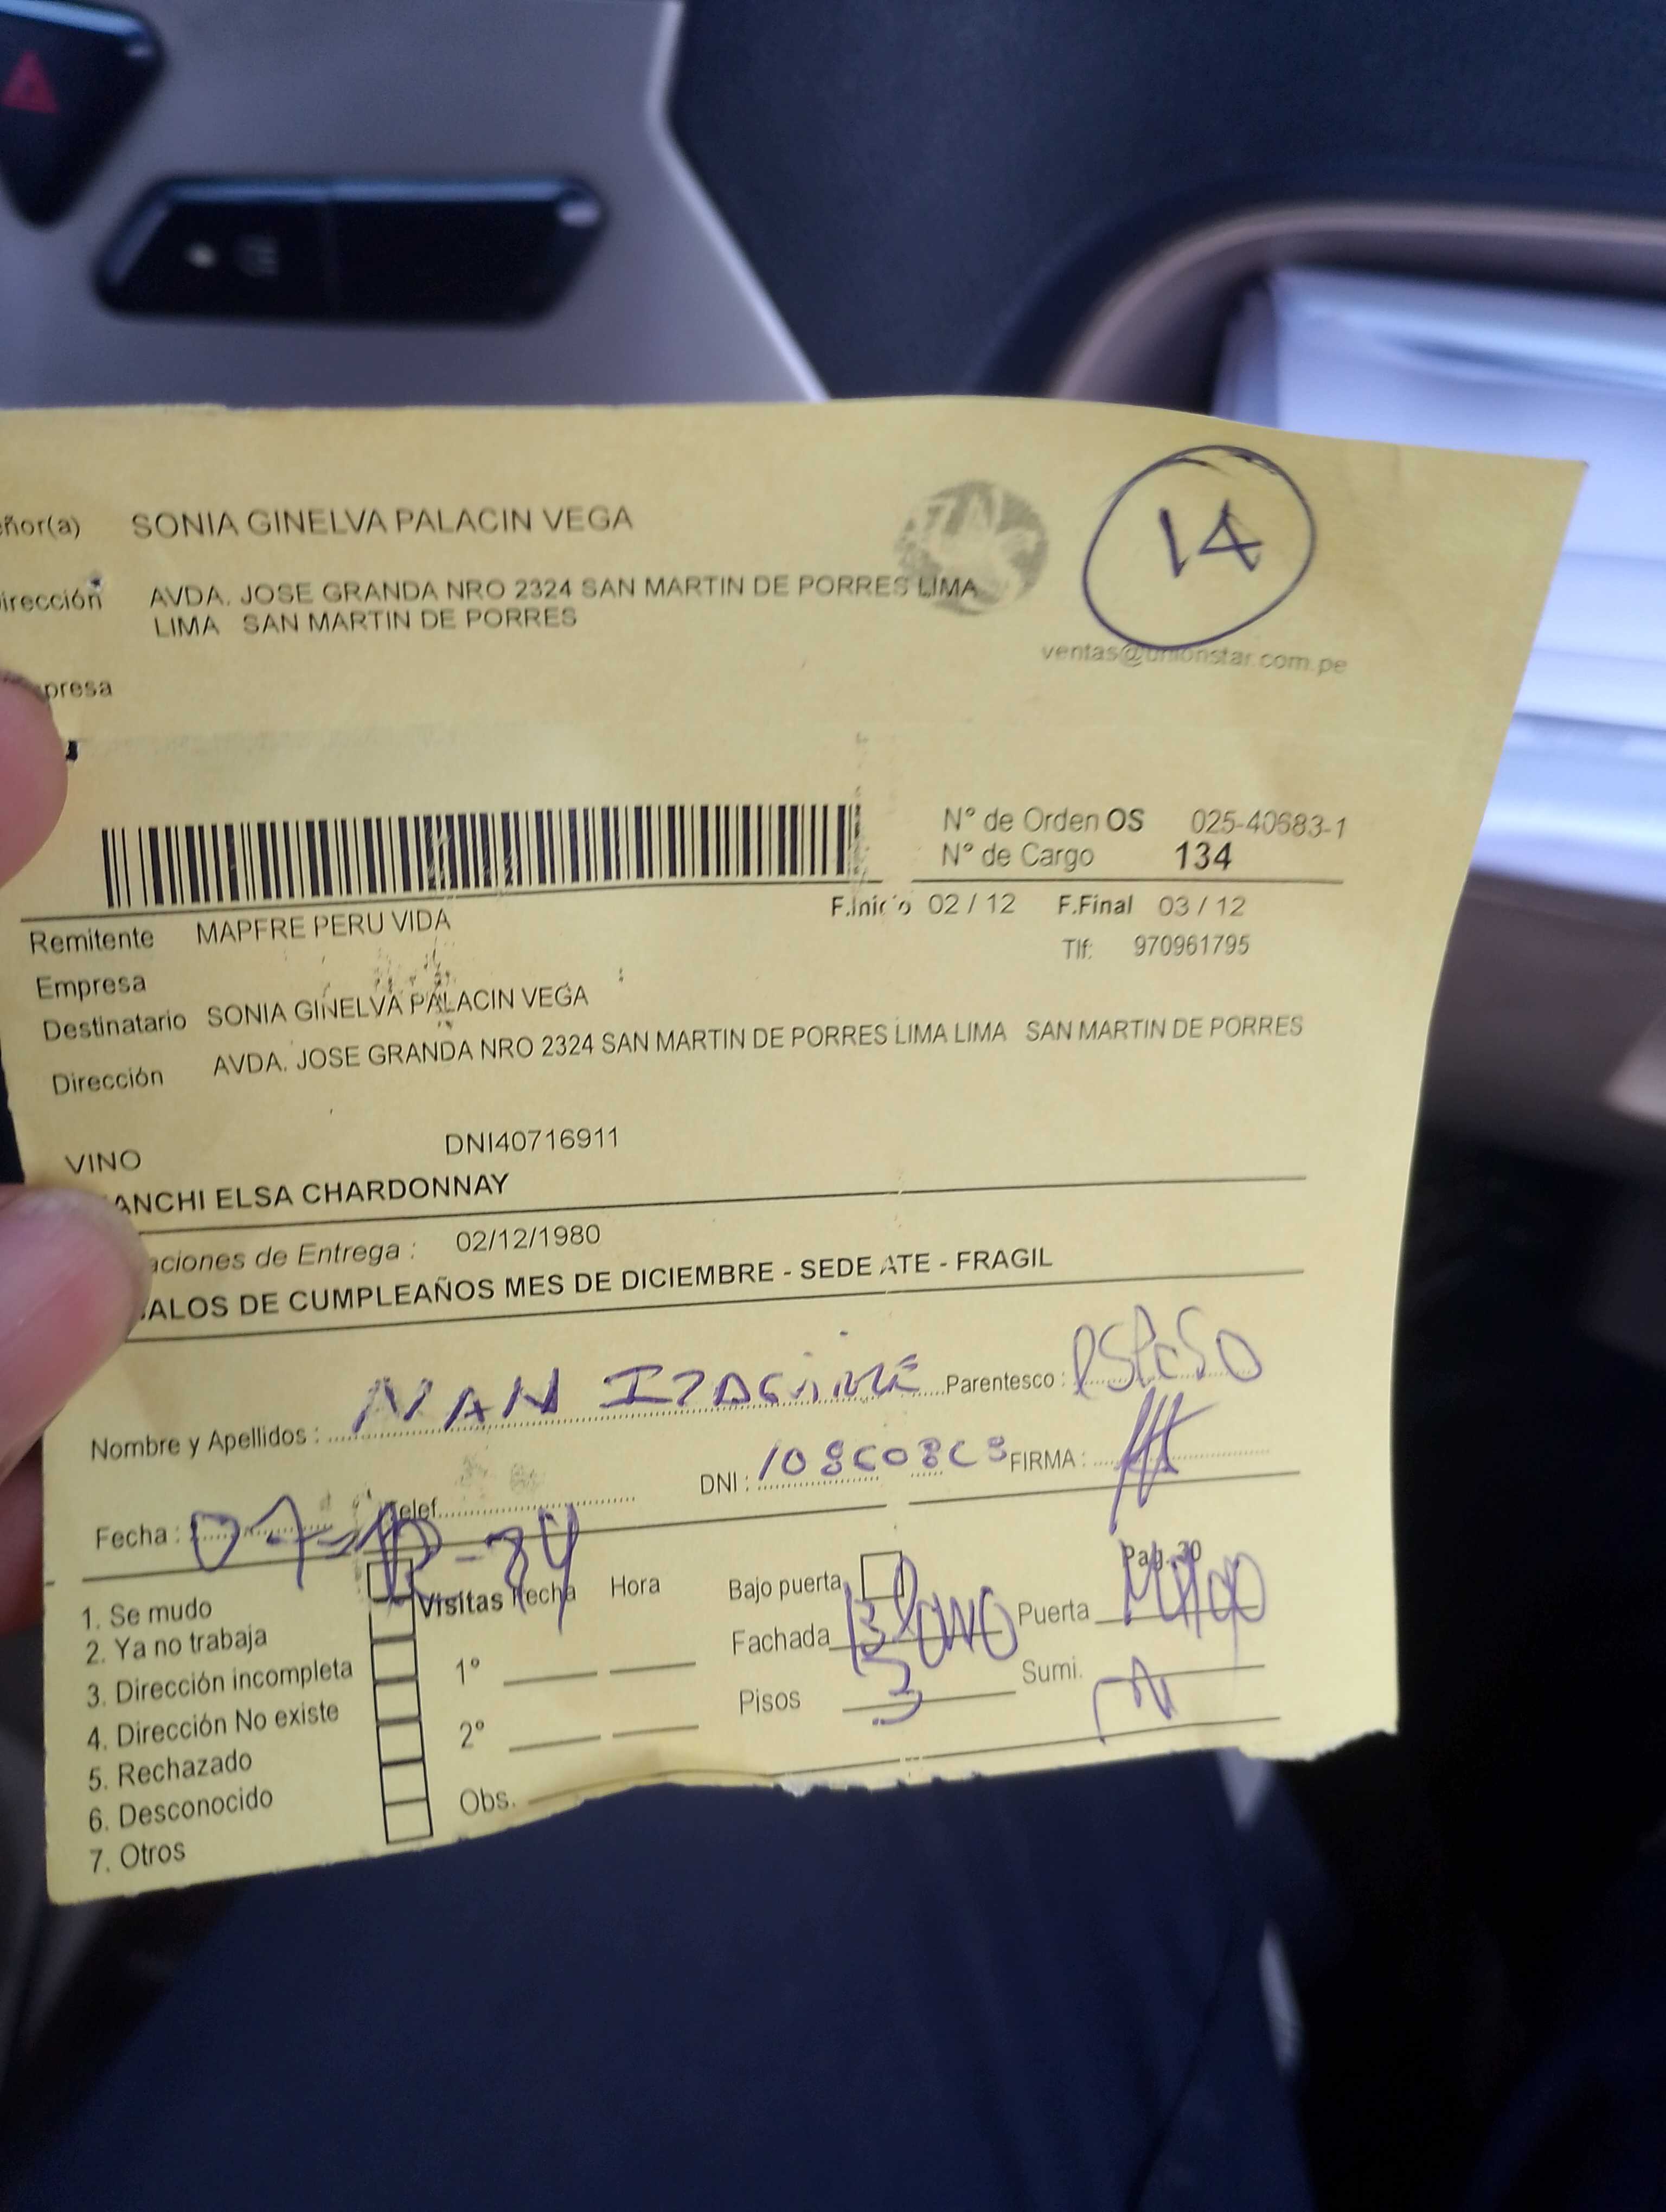 eñor(a) SONIA GINELVA PALACIN VEGA
irección AVDA. JOSE GRANDA NRO 2324 SAN MARTIN DE PORRES LIMA
LIMA SAN MARTIN DE PORRES
14
ventas@unionstar.com.pe
presa
N° de Orden OS 025-40683-1
N° de Cargo 134
F.Inicio 02 / 12 F.Final 03 / 12
Remitente MAPFRE PERU VIDA
Tlf: 970961795
Empresa
Destinatario SONIA GINELVA PALACIN VEGA
Dirección AVDA. JOSE GRANDA NRO 2324 SAN MARTIN DE PORRES LIMA LIMA SAN MARTIN DE PORRES
VINO DNI40716911
ANCHI ELSA CHARDONNAY
aciones de Entrega : 02/12/1980
ALOS DE CUMPLEAÑOS MES DE DICIEMBRE - SEDE ATE - FRAGIL
Nombre y Apellidos : Parentesco : esposo
Fecha : Telef. DNI : FIRMA :
Pag. 30
1. Se mudo Visitas Fecha Hora Bajo puerta
2. Ya no trabaja Fachada Blanco Puerta
3. Dirección incompleta 1° Pisos 3 Sumi.
4. Dirección No existe 2°
5. Rechazado
6. Desconocido Obs.
7. Otros